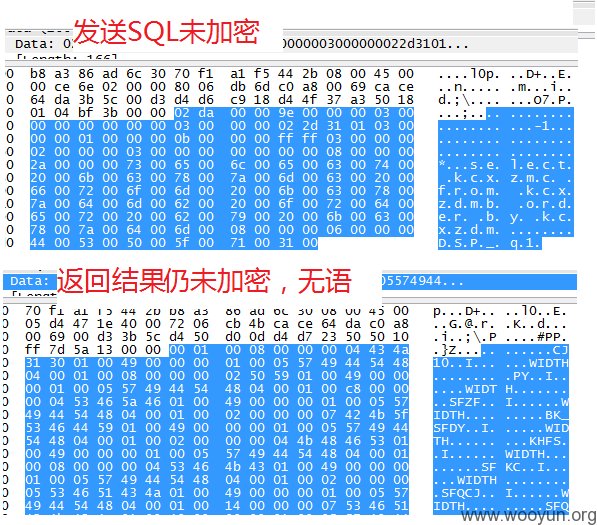 发送SQL未加密
Data: 02 000003000000022d3101...
0 b8 a3 86 ad 6c 30 70 f1 a1 f5 44 2b 08 00 45 00 ....l0p. ..D+..E.
0 00 ce 6e 02 00 00 80 06 db 6d c0 a8 00 69 ca ce ..n..... .m...i..
0 64 da 3b 5c 00 d3 d4 d6 c9 18 d4 4f 37 a3 50 18 d.;\.... ...O7.P.
0 01 04 bf 3b 00 00 02 da 00 00 9e 00 00 00 03 00 ...;.... ........
0 00 00 00 00 00 00 03 00 00 00 02 2d 31 01 03 00 ........ ...-1...
0 00 00 01 00 00 00 0b 00 00 00 ff ff 03 00 00 00 ........ ........
0 02 00 00 00 03 00 00 00 00 00 00 00 08 00 00 00 ........ ........
0 2a 00 00 00 73 00 65 00 6c 00 65 00 63 00 74 00 *...s.e. l.e.c.t.
0 20 00 6b 00 63 00 78 00 7a 00 6d 00 63 00 20 00 .k.c.x. z.m.c. .
0 66 00 72 00 6f 00 6d 00 20 00 6b 00 63 00 78 00 f.r.o.m. .k.c.x.
0 7a 00 64 00 6d 00 62 00 20 00 6f 00 72 00 64 00 z.d.m.b. .o.r.d.
0 65 00 72 00 20 00 62 00 79 00 20 00 6b 00 63 00 e.r. .b. y. .k.c.
0 78 00 7a 00 64 00 6d 00 08 00 00 00 06 00 00 00 x.z.d.m. ........
0 44 00 53 00 50 00 5f 00 71 00 31 00 D.S.P._. q.1.
返回结果仍未加密，无语
Data: 05574944...
0 70 f1 a1 f5 44 2b b8 a3 86 ad 6c 30 08 00 45 00 p...D+.. ..l0..E.
0 05 d4 47 1e 40 00 72 06 cb 4b ca ce 64 da c0 a8 ..G.@.r. .K..d...
0 00 69 00 d3 3b 5c d4 50 d0 d4 d7 23 50 50 10 .i..;\.P ....#PP.
0 ff 7d 5a 13 00 00 00 01 00 08 00 00 00 04 43 4a .}Z..... ......CJ
0 31 30 01 00 49 00 00 00 01 00 05 57 49 44 54 48 10..I... ...WIDTH
0 04 00 01 00 08 00 00 00 02 50 59 01 00 49 00 00 ........ .PY..I..
0 00 01 00 05 57 49 44 54 48 04 00 01 00 c8 00 00 ....WIDT H.......
0 00 04 53 46 5a 46 01 00 49 00 00 00 01 00 05 57 ..SFZF.. I......W
0 49 44 54 48 04 00 01 00 02 00 00 00 07 42 4b 5f IDTH.... .....BK_
0 53 46 44 59 01 00 49 00 00 00 01 00 05 57 49 44 SFDY..I. .....WID
0 54 48 04 00 01 00 02 00 00 00 04 4b 48 46 53 01 TH...... ...KHFS.
0 00 49 00 00 00 01 00 05 57 49 44 54 48 04 00 01 .I...... WIDTH...
0 00 08 00 00 00 04 53 46 4b 43 01 00 49 00 00 00 ......SF KC..I...
0 01 00 05 57 49 44 54 48 04 00 01 00 02 00 00 00 ...WIDTH ........
0 05 53 46 51 43 4a 01 00 49 00 00 00 01 00 05 57 .SFQCJ.. I......W
0 49 44 54 48 04 00 01 00 14 00 00 00 07 53 46 51 IDTH.... .....SFQ
www.wooyun.org